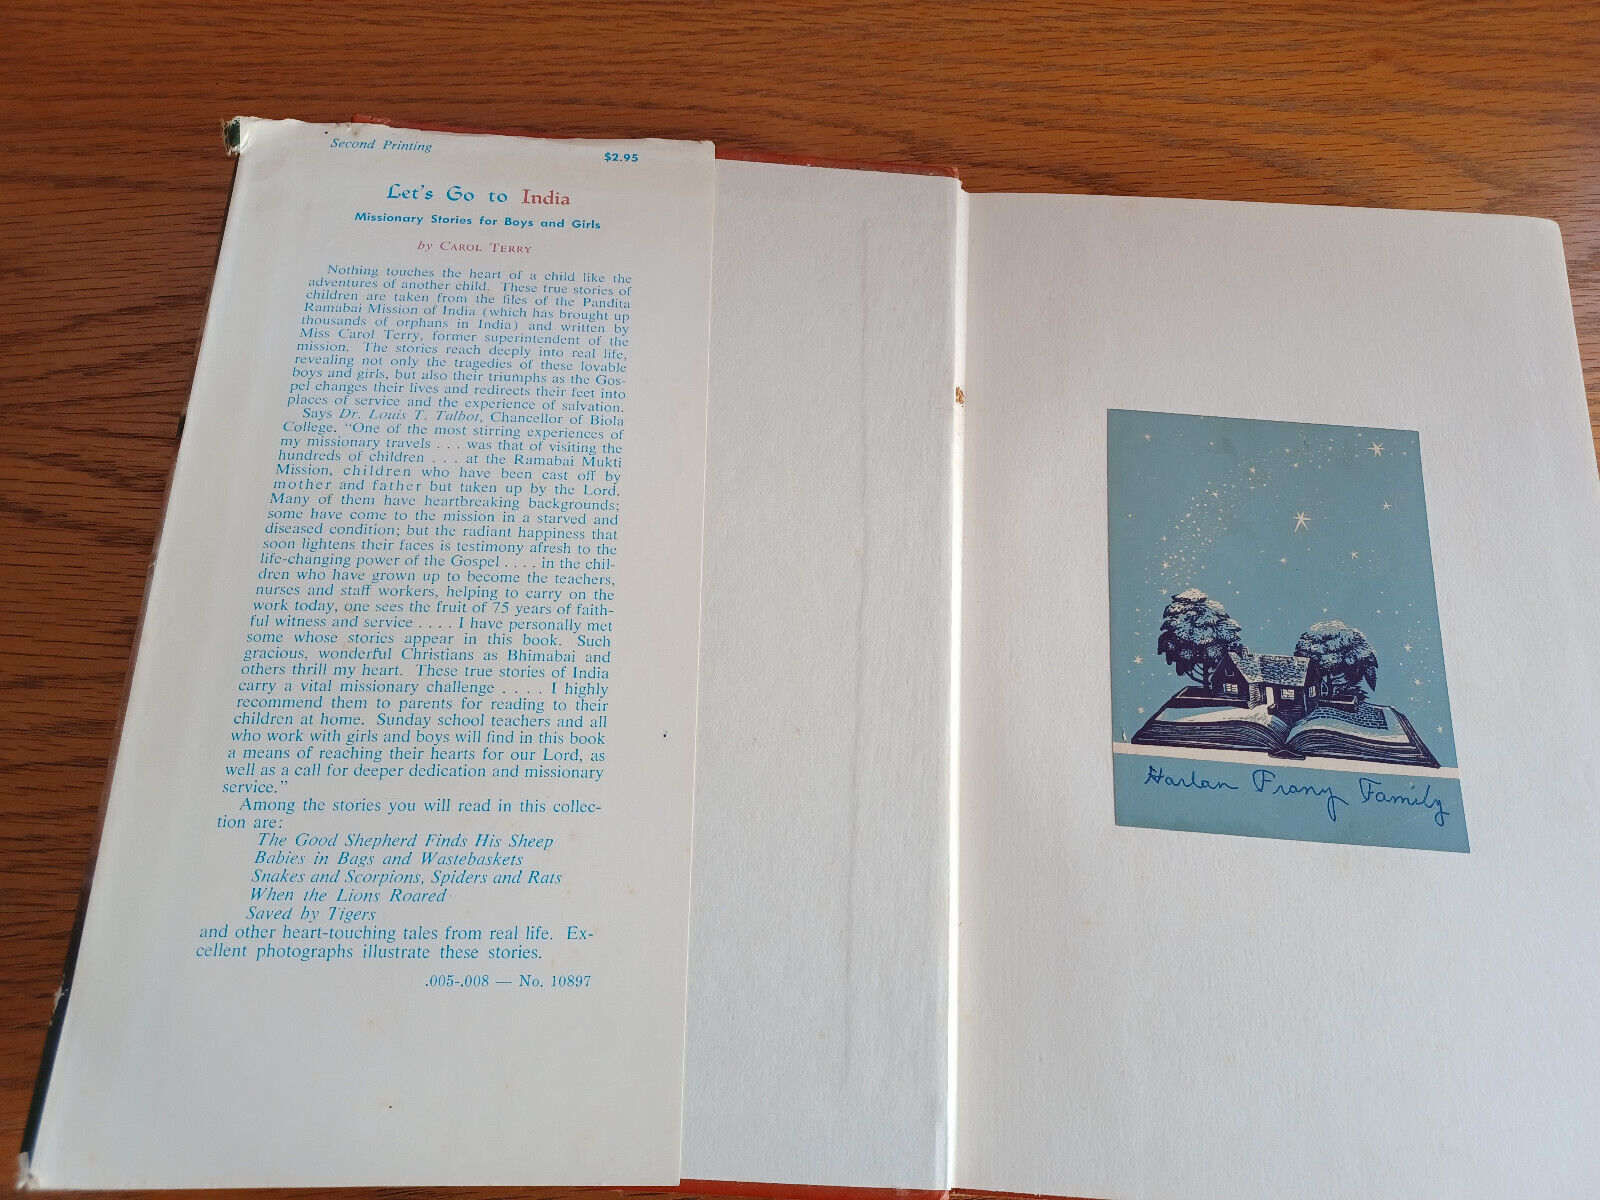 Second Printing
$2.95
Let's Go to India
Missionary Stories for Boys and Girls
by CAROL TERRY
Nothing touches the heart of a child like the
adventures of another child. These true stories of
children are taken from the files of the Pandita
Ramabai Mission of India (which has brought up
thousands of orphans in India) and written by
Miss Carol Terry, former superintendent of the
mission. The stories reach deeply into real life,
revealing not only the tragedies of these lovable
boys and girls, but also their triumphs as the Gos-
pel changes their lives and redirects their feet into
places of service and the experience of salvation.
Says Dr. Louis T. Talbot, Chancellor of Biola
College, "One of the most stirring experiences of
my missionary travels . . . was that of visiting the
hundreds of children . . . at the Ramabai Mukti
Mission, children who have been cast off by
mother and father but taken up by the Lord.
Many of them have heartbreaking backgrounds;
some have come to the mission in a starved and
diseased condition; but the radiant happiness that
soon lightens their faces is testimony afresh to the
life-changing power of the Gospel . . . . in the chil-
dren who have grown up to become the teachers,
nurses and staff workers, helping to carry on the
work today, one sees the fruit of 75 years of faith-
ful witness and service . . . . I have personally met
some whose stories appear in this book. Such
gracious, wonderful Christians as Bhimabai and
others thrill my heart. These true stories of India
carry a vital missionary challenge . . . . I highly
recommend them to parents for reading to their
children at home. Sunday school teachers and all
who work with girls and boys will find in this book
a means of reaching their hearts for our Lord, as
well as a call for deeper dedication and missionary
service."
Among the stories you will read in this collec-
tion are:
The Good Shepherd Finds His Sheep
Babies in Bags and Wastebaskets
Snakes and Scorpions, Spiders and Rats
When the Lions Roared
Saved by Tigers
and other heart-touching tales from real life. Ex-
cellent photographs illustrate these stories.
.005-.008 — No. 10897
Harlan Frany Family